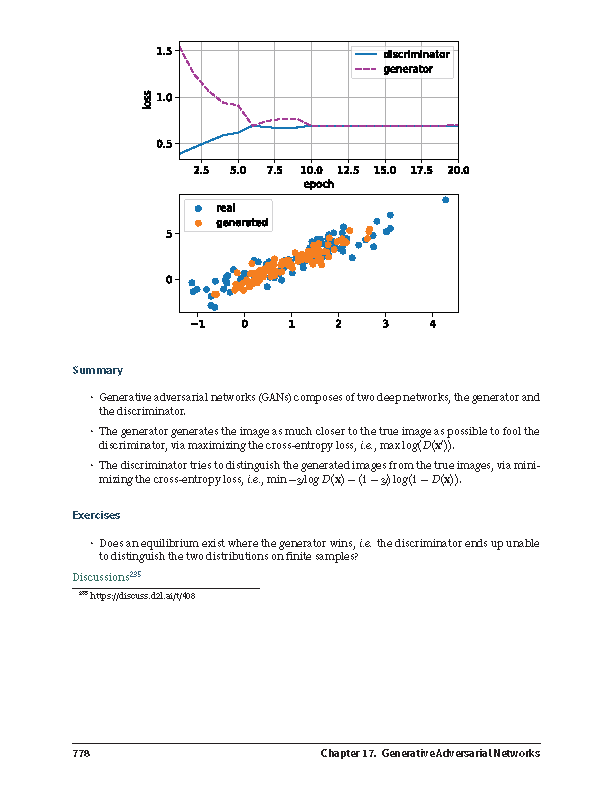 1.5
1.0
0.5
loss
discriminator
generator
2.5 5.0 7.5 10.0 12.5 15.0 17.5 20.0
epoch
real
generated
5
0
−1 0 1 2 3 4
Summary
• Generative adversarial networks (GANs) composes of two deep networks, the generator and
the discriminator.
• The generator generates the image as much closer to the true image as possible to fool the
discriminator, via maximizing the cross-entropy loss, i.e., max log(D(x′)).
• The discriminator tries to distinguish the generated images from the true images, via mini-
mizing the cross-entropy loss, i.e., min −y log D(x) − (1 − y) log(1 − D(x)).
Exercises
• Does an equilibrium exist where the generator wins, i.e. the discriminator ends up unable
to distinguish the two distributions on finite samples?
Discussions235
235 https://discuss.d2l.ai/t/408
778 Chapter 17. Generative Adversarial Networks